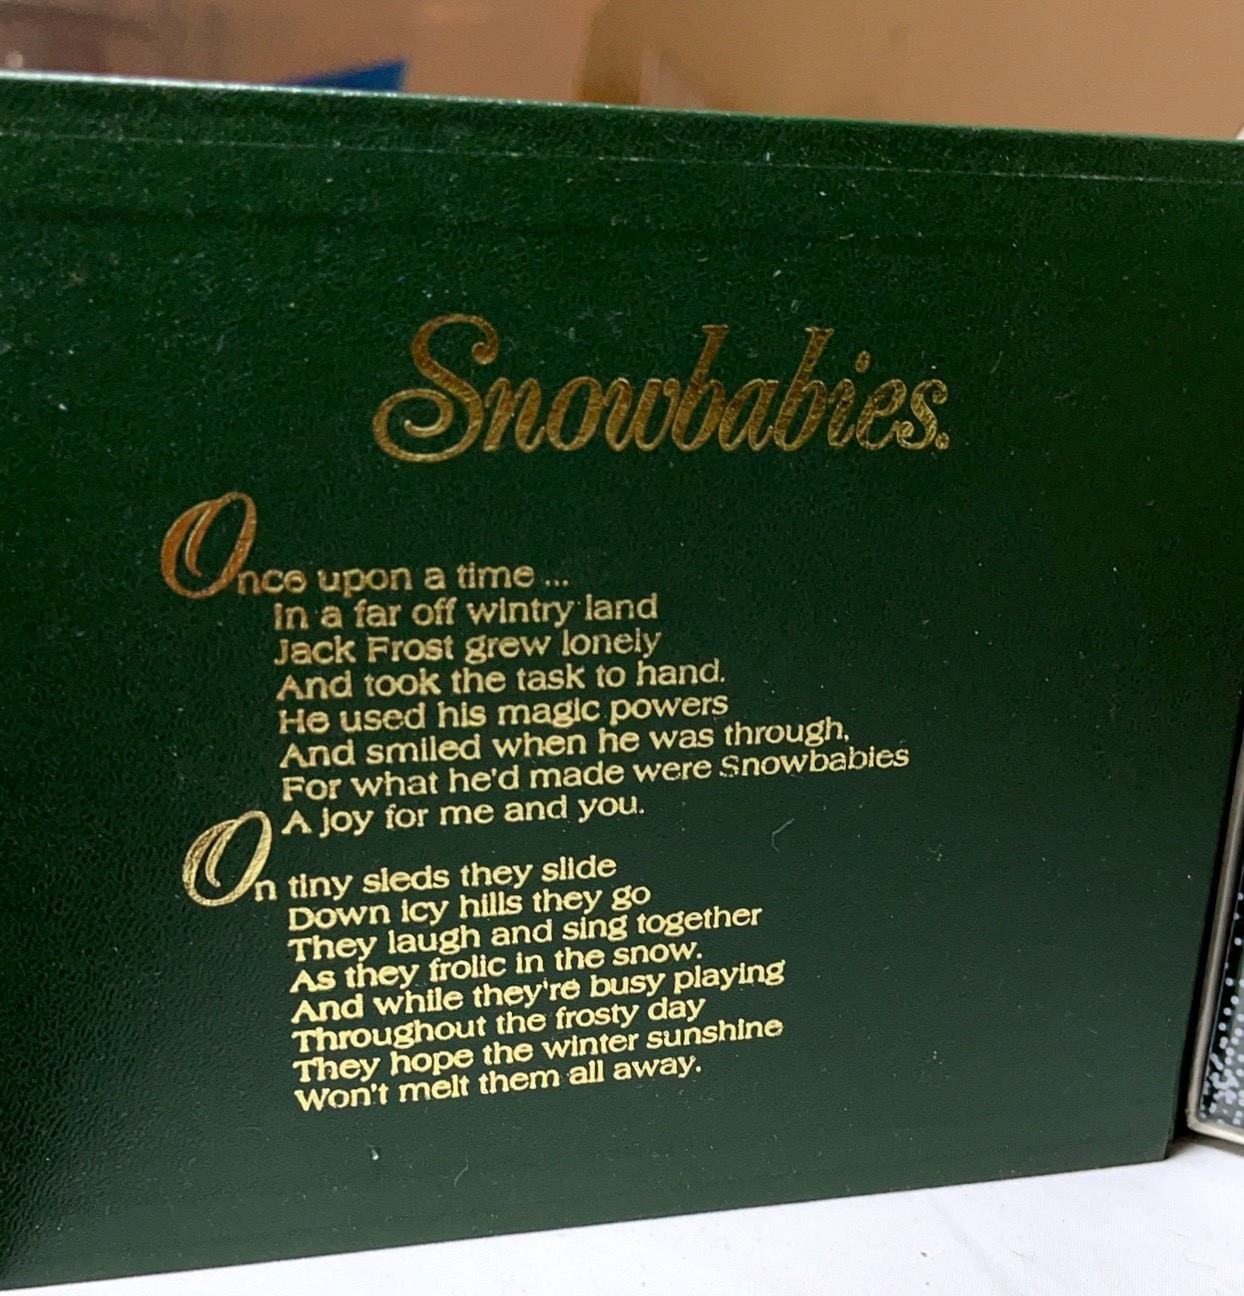 Snowbabies.
Once upon a time ...
In a far off wintry land
Jack Frost grew lonely
And took the task to hand.
He used his magic powers
And smiled when he was through,
For what he'd made were Snowbabies
A joy for me and you.
On tiny sleds they slide
Down icy hills they go
They laugh and sing together
As they frolic in the snow.
And while they're busy playing
Throughout the frosty day
They hope the winter sunshine
Won't melt them all away.